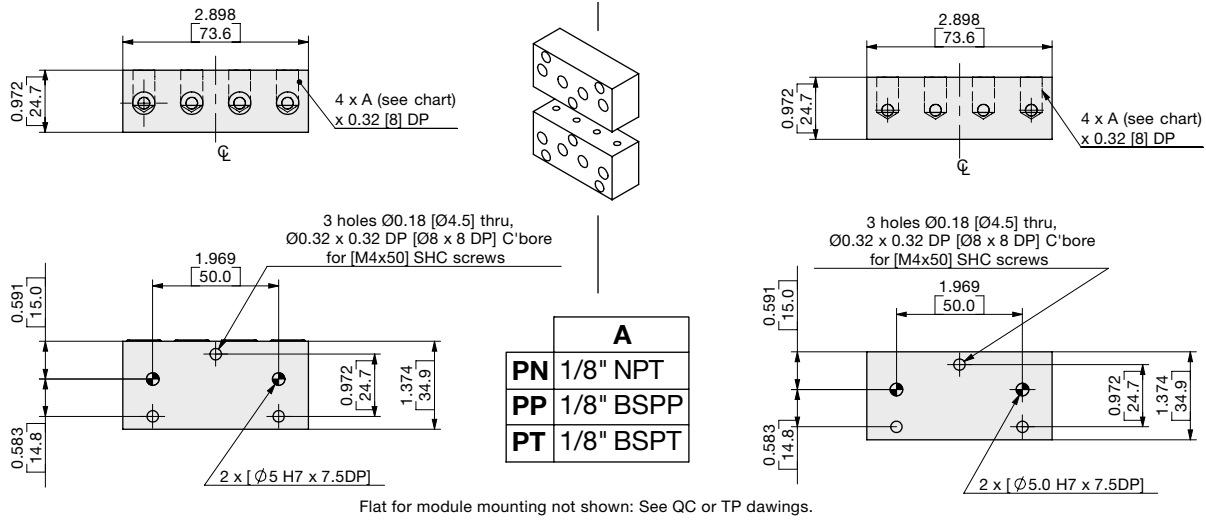 2.898
73.6
0.972
24.7
4 x A (see chart)
x 0.32 [8] DP
℄
2.898
73.6
0.972
24.7
4 x A (see chart)
x 0.32 [8] DP
℄
3 holes Ø0.18 [Ø4.5] thru,
Ø0.32 x 0.32 DP [Ø8 x 8 DP] C'bore
for [M4x50] SHC screws
1.969
50.0
0.591
15.0
0.972
24.7
1.374
34.9
0.583
14.8
2 x [ Ø5 H7 x 7.5DP]
A
PN 1/8" NPT
PP 1/8" BSPP
PT 1/8" BSPT
3 holes Ø0.18 [Ø4.5] thru,
Ø0.32 x 0.32 DP [Ø8 x 8 DP] C'bore
for [M4x50] SHC screws
1.969
50.0
0.591
15.0
0.972
24.7
1.374
34.9
0.583
14.8
2 x [ Ø5.0 H7 x 7.5DP]
Flat for module mounting not shown: See QC or TP dawings.